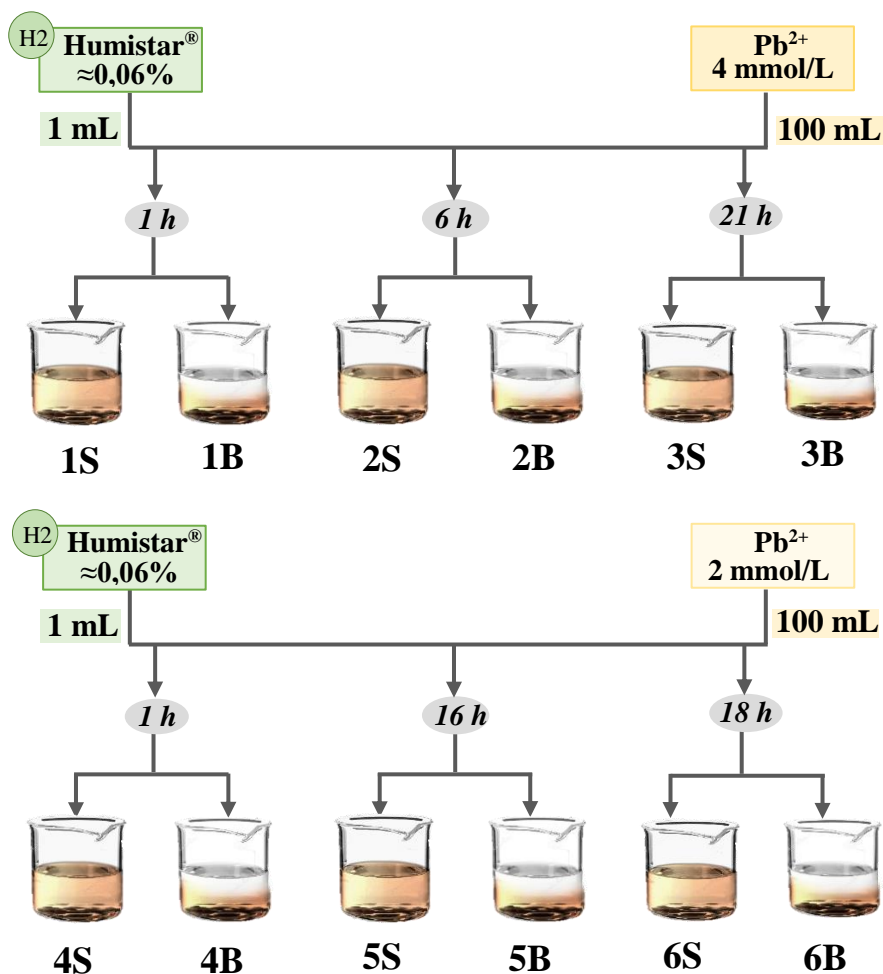 H2
Humistar®
≈0,06%
Pb²⁺
4 mmol/L
1 mL
100 mL
1 h
6 h
21 h
1S
1B
2S
2B
3S
3B
H2
Humistar®
≈0,06%
Pb²⁺
2 mmol/L
1 mL
100 mL
1 h
16 h
18 h
4S
4B
5S
5B
6S
6B